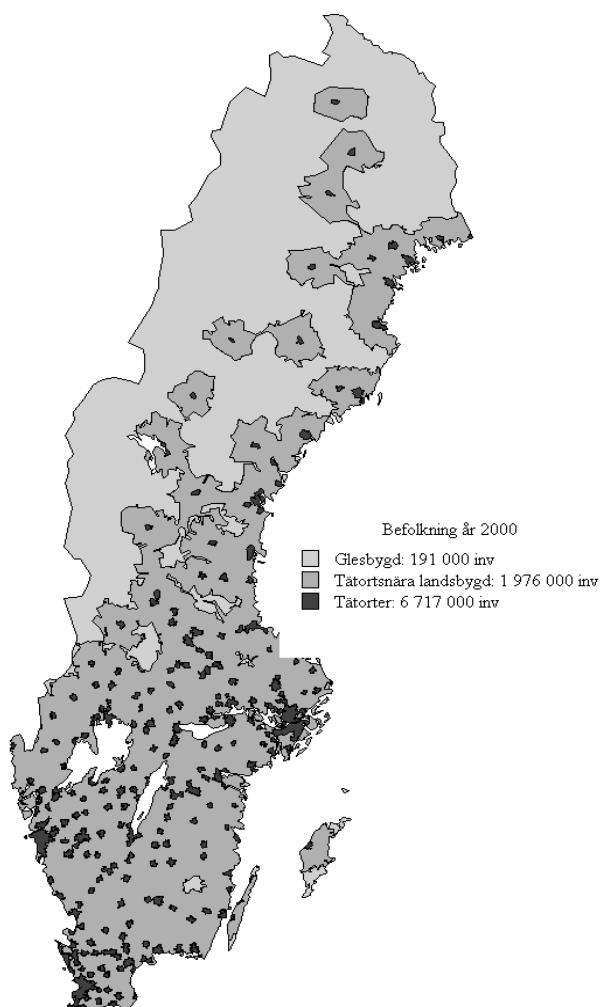 Befolkning år 2000
Glesbygd: 191 000 inv
Tätortsnära landsbygd: 1 976 000 inv
Tätorter: 6 717 000 inv